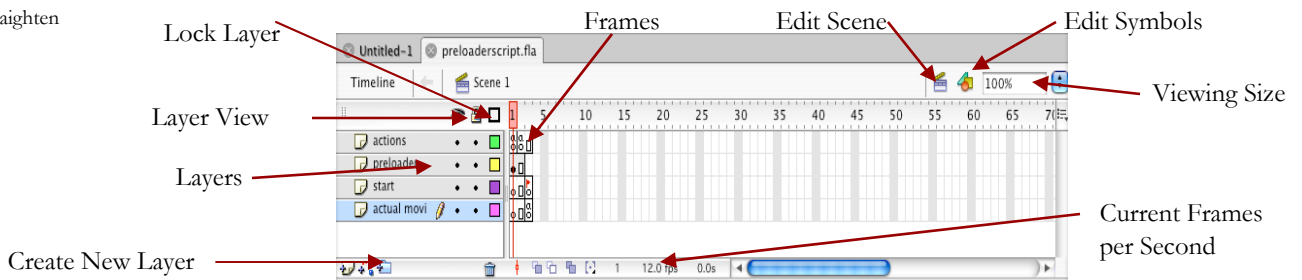 aighten
Lock Layer
Frames
Edit Scene
Edit Symbols
Untitled-1 preloaderscript.fla
Timeline Scene 1 100%
Viewing Size
Layer View
1 5 10 15 20 25 30 35 40 45 50 55 60 65 70
actions
preloader
Layers
start
actual movi
Current Frames
per Second
Create New Layer
1 12.0 fps 0.0s